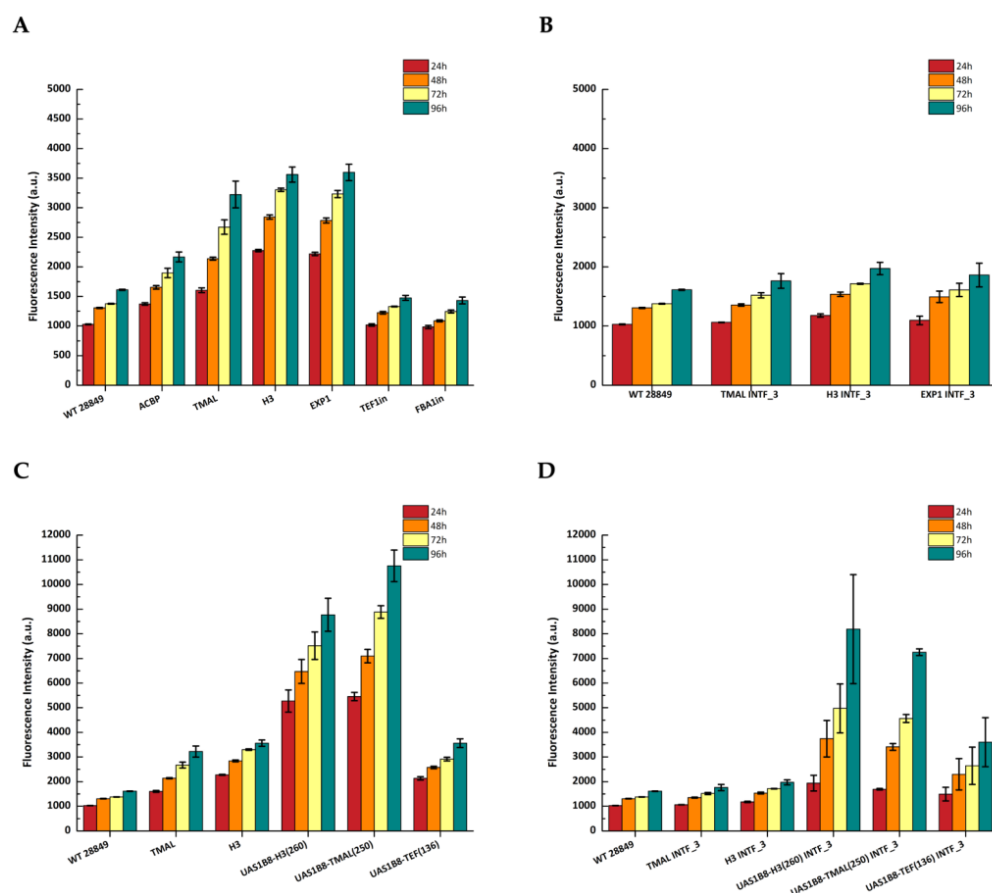 A
24h
48h
72h
96h
Fluorescence Intensity (a.u.)
5000
4500
4000
3500
3000
2500
2000
1500
1000
500
0
WT 28849
ACBP
TMAL
H3
EXP1
TEF1in
FBA1in
B
24h
48h
72h
96h
Fluorescence Intensity (a.u.)
5000
4500
4000
3500
3000
2500
2000
1500
1000
500
0
WT 28849
TMAL INTF_3
H3 INTF_3
EXP1 INTF_3
C
24h
48h
72h
96h
Fluorescence Intensity (a.u.)
12000
11000
10000
9000
8000
7000
6000
5000
4000
3000
2000
1000
0
WT 28849
TMAL
H3
UAS1B8-H3(260)
UAS1B8-TMAL(250)
UAS1B8-TEF(136)
D
24h
48h
72h
96h
Fluorescence Intensity (a.u.)
12000
11000
10000
9000
8000
7000
6000
5000
4000
3000
2000
1000
0
WT 28849
TMAL INTF_3
H3 INTF_3
UAS1B8-H3(260) INTF_3
UAS1B8-TMAL(250) INTF_3
UAS1B8-TEF(136) INTF_3